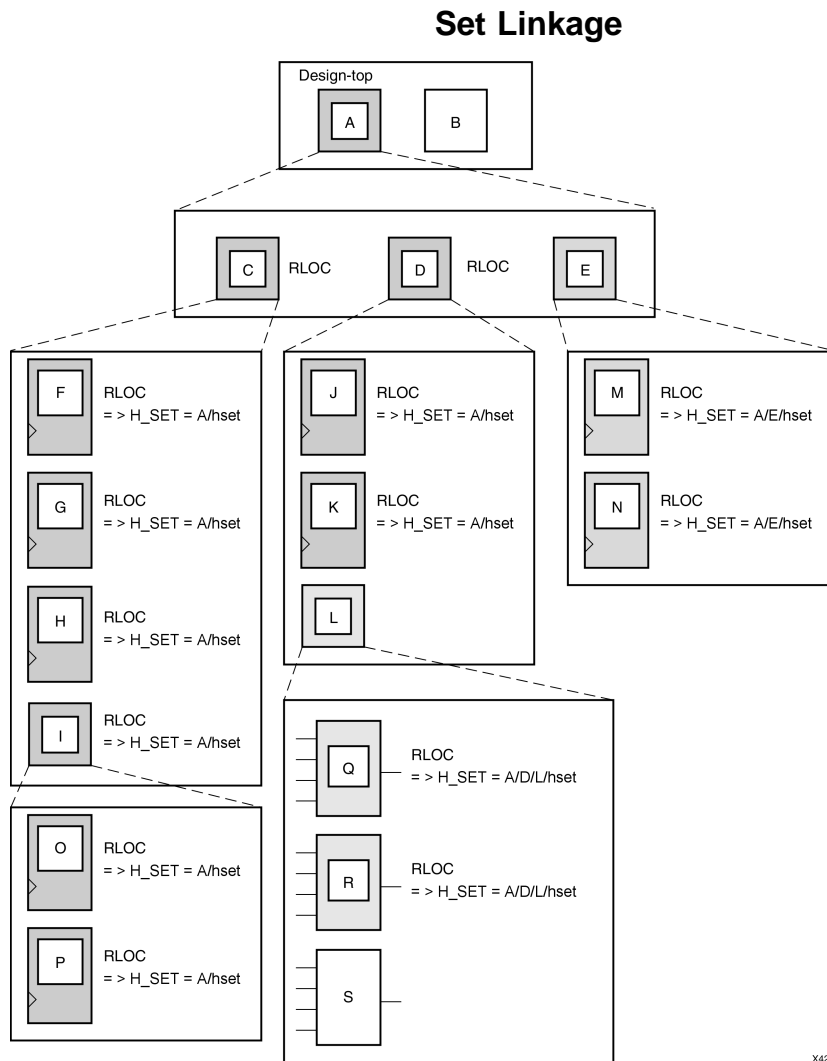 Set Linkage
Design-top
A
B
C
RLOC
D
RLOC
E
F
RLOC
= > H_SET = A/hset
G
RLOC
= > H_SET = A/hset
H
RLOC
= > H_SET = A/hset
I
RLOC
= > H_SET = A/hset
J
RLOC
= > H_SET = A/hset
K
RLOC
= > H_SET = A/hset
L
M
RLOC
= > H_SET = A/E/hset
N
RLOC
= > H_SET = A/E/hset
O
RLOC
= > H_SET = A/hset
P
RLOC
= > H_SET = A/hset
Q
RLOC
= > H_SET = A/D/L/hset
R
RLOC
= > H_SET = A/D/L/hset
S